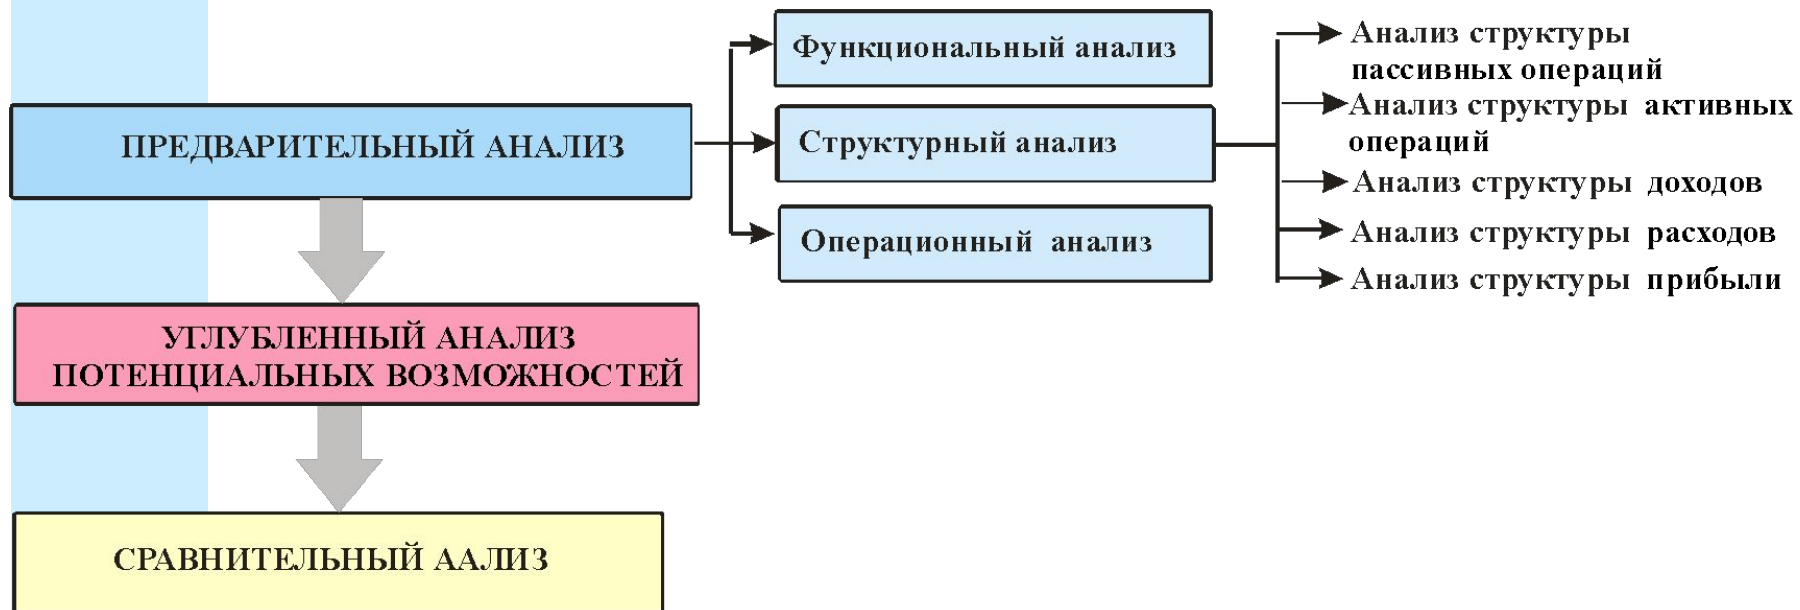 ПРЕДВАРИТЕЛЬНЫЙ АНАЛИЗ
УГЛУБЛЕННЫЙ АНАЛИЗ
ПОТЕНЦИАЛЬНЫХ ВОЗМОЖНОСТЕЙ
СРАВНИТЕЛЬНЫЙ ААЛИЗ
Функциональный анализ
Структурный анализ
Операционный анализ
Анализ структуры
пассивных операций
Анализ структуры активных
операций
Анализ структуры доходов
Анализ структуры расходов
Анализ структуры прибыли